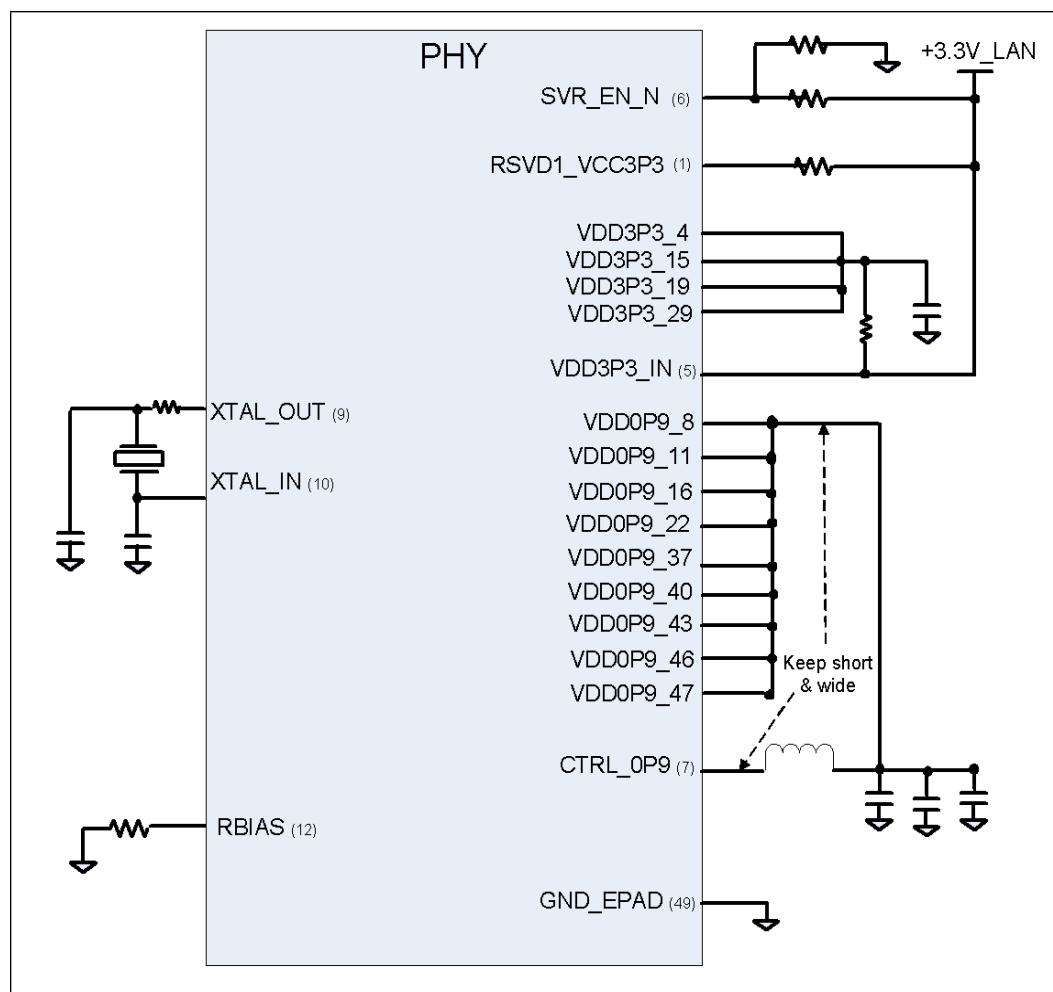 PHY
+3.3V_LAN
SVR_EN_N (6)
RSVD1_VCC3P3 (1)
VDD3P3_4
VDD3P3_15
VDD3P3_19
VDD3P3_29
VDD3P3_IN (5)
XTAL_OUT (9)
XTAL_IN (10)
VDD0P9_8
VDD0P9_11
VDD0P9_16
VDD0P9_22
VDD0P9_37
VDD0P9_40
VDD0P9_43
VDD0P9_46
VDD0P9_47
Keep short
& wide
CTRL_0P9 (7)
RBIAS (12)
GND_EPAD (49)